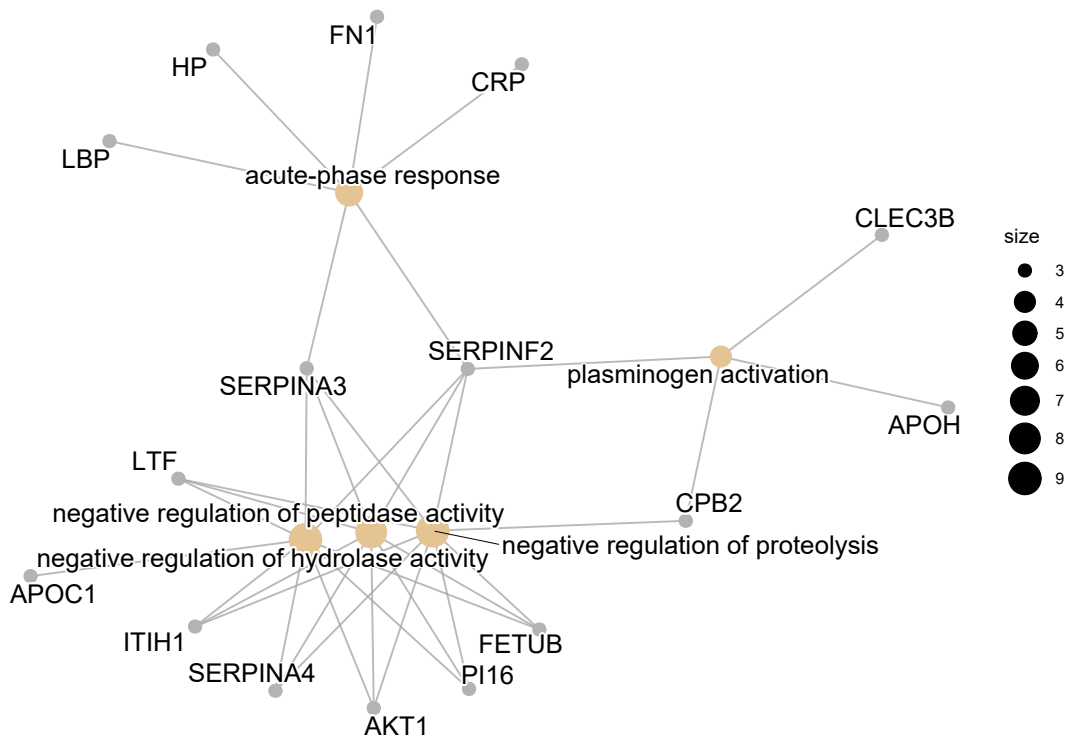 FN1
HP
CRP
LBP
acute-phase response
CLEC3B
size
3
4
5
6
7
8
9
SERPINF2
plasminogen activation
SERPINA3
APOH
LTF
CPB2
negative regulation of peptidase activity
negative regulation of proteolysis
negative regulation of hydrolase activity
APOC1
ITIH1
FETUB
SERPINA4
PI16
AKT1